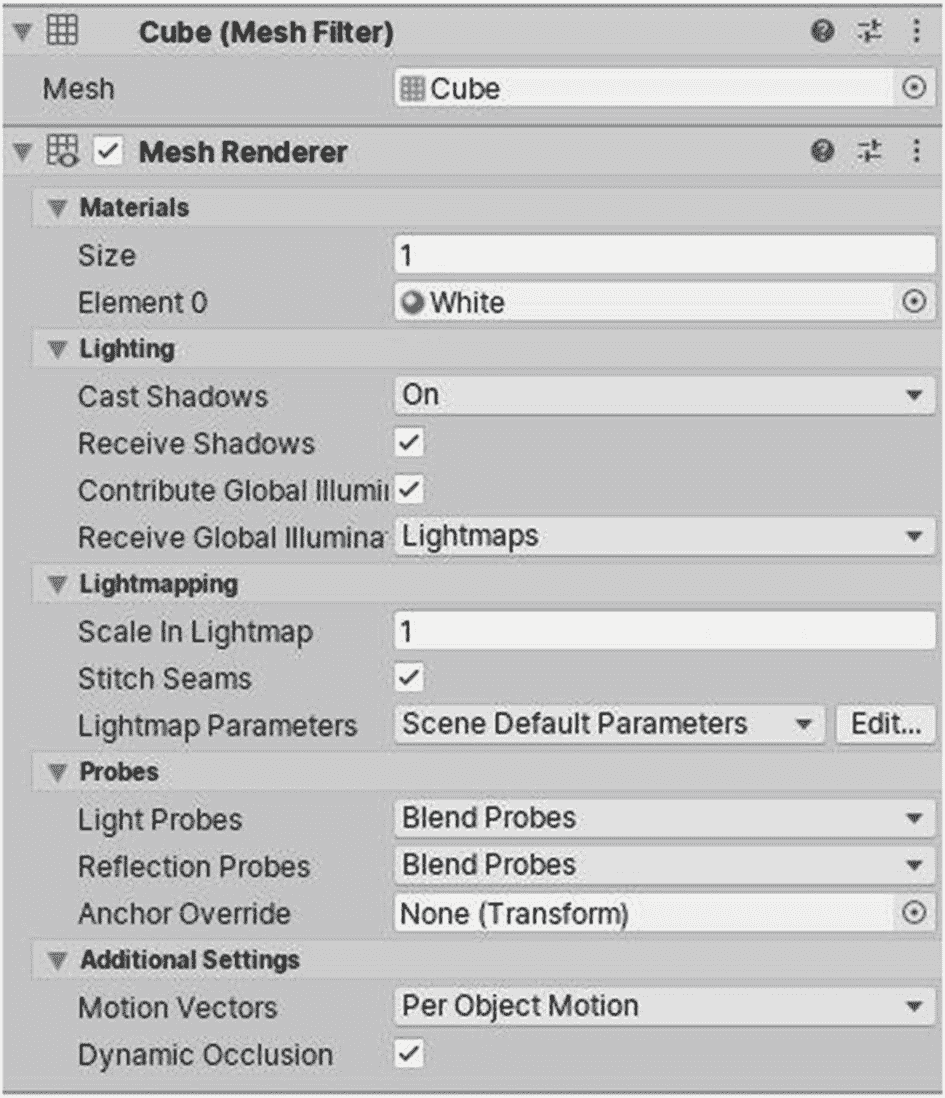 Cube (Mesh Filter)
Mesh Cube
Mesh Renderer
Materials
Size 1
Element 0 White
Lighting
Cast Shadows On
Receive Shadows
Contribute Global Illumi
Receive Global Illumina Lightmaps
Lightmapping
Scale In Lightmap 1
Stitch Seams
Lightmap Parameters Scene Default Parameters Edit...
Probes
Light Probes Blend Probes
Reflection Probes Blend Probes
Anchor Override None (Transform)
Additional Settings
Motion Vectors Per Object Motion
Dynamic Occlusion